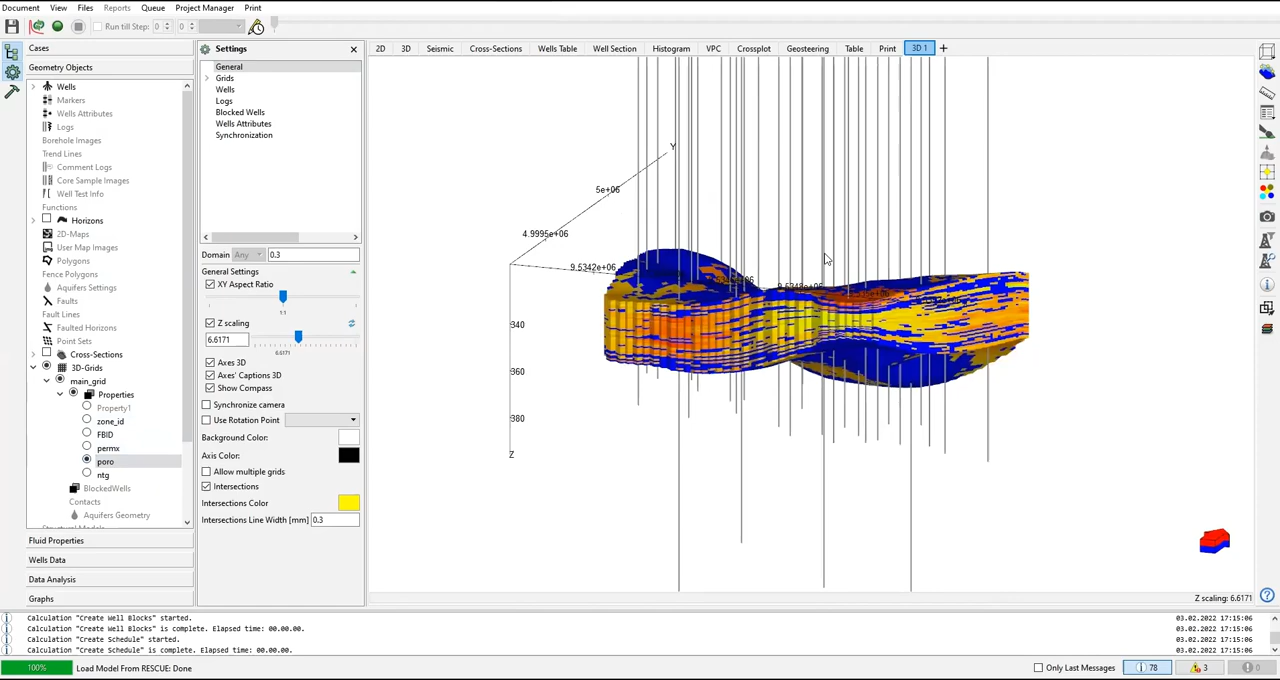 Document View Files Reports Queue Project Manager Print
Run till Step: 0 0
Cases
Geometry Objects
Wells
Markers
Wells Attributes
Logs
Borehole Images
Trend Lines
Comment Logs
Core Sample Images
Well Test Info
Functions
Horizons
2D-Maps
User Map Images
Polygons
Fence Polygons
Aquifers Settings
Faults
Fault Lines
Faulted Horizons
Point Sets
Cross-Sections
3D-Grids
main_grid
Properties
Property1
zone_id
FBID
permx
poro
ntg
BlockedWells
Contacts
Aquifers Geometry
Structural Models
Fluid Properties
Wells Data
Data Analysis
Graphs
Settings
General
Grids
Wells
Logs
Blocked Wells
Wells Attributes
Synchronization
Domain Any 0.3
General Settings
XY Aspect Ratio
1:1
Z scaling
6.6171
6.6171
Axes 3D
Axes' Captions 3D
Show Compass
Synchronize camera
Use Rotation Point
Background Color:
Axis Color:
Allow multiple grids
Intersections
Intersections Color
Intersections Line Width [mm] 0.3
2D 3D Seismic Cross-Sections Wells Table Well Section Histogram VPC Crossplot Geosteering Table Print 3D 1 +
Y
5e+06
4.9995e+06
9.5342e+06
340
360
380
Z
Z scaling: 6.6171
Calculation "Create Well Blocks" started. 03.02.2022 17:15:06
Calculation "Create Well Blocks" is complete. Elapsed time: 00.00.00. 03.02.2022 17:15:06
Calculation "Create Schedule" started. 03.02.2022 17:15:06
Calculation "Create Schedule" is complete. Elapsed time: 00.00.00. 03.02.2022 17:15:06
100% Load Model From RESCUE: Done Only Last Messages 78 3 0